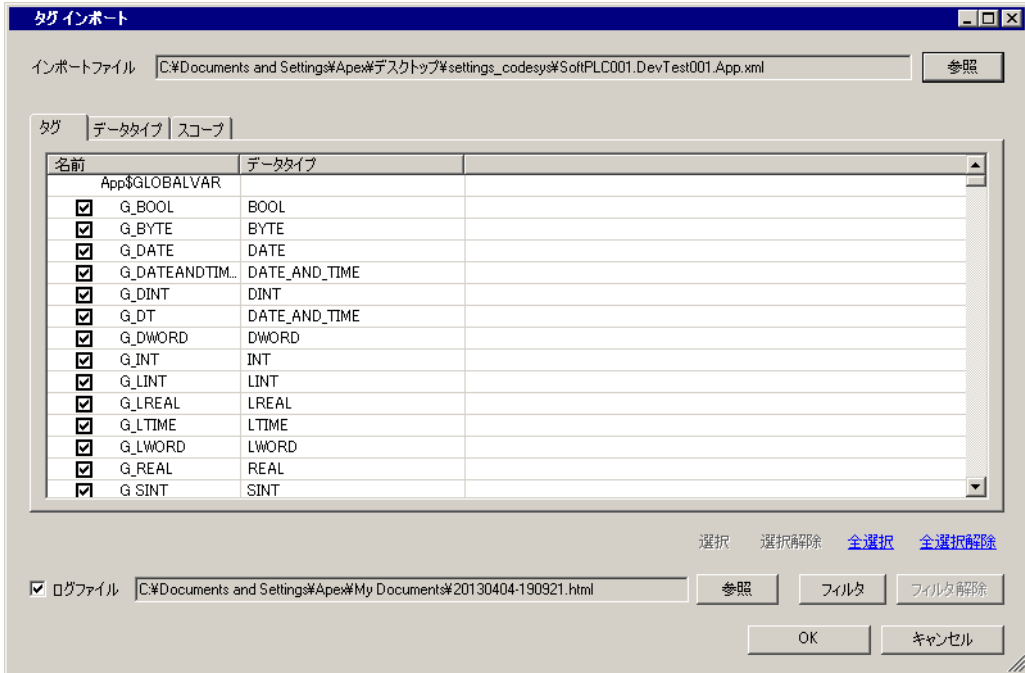 タグ インポート
インポートファイル C:¥Documents and Settings¥Apex¥デスクトップ¥settings_codesys¥SoftPLC001.DevTest001.App.xml 参照
タグ データタイプ スコープ
名前 データタイプ
App$GLOBALVAR
G_BOOL BOOL
G_BYTE BYTE
G_DATE DATE
G_DATEANDTIM... DATE_AND_TIME
G_DINT DINT
G_DT DATE_AND_TIME
G_DWORD DWORD
G_INT INT
G_LINT LINT
G_LREAL LREAL
G_LTIME LTIME
G_LWORD LWORD
G_REAL REAL
G_SINT SINT
選択 選択解除 全選択 全選択解除
ログファイル C:¥Documents and Settings¥Apex¥My Documents¥20130404-190921.html 参照 フィルタ フィルタ解除
OK キャンセル